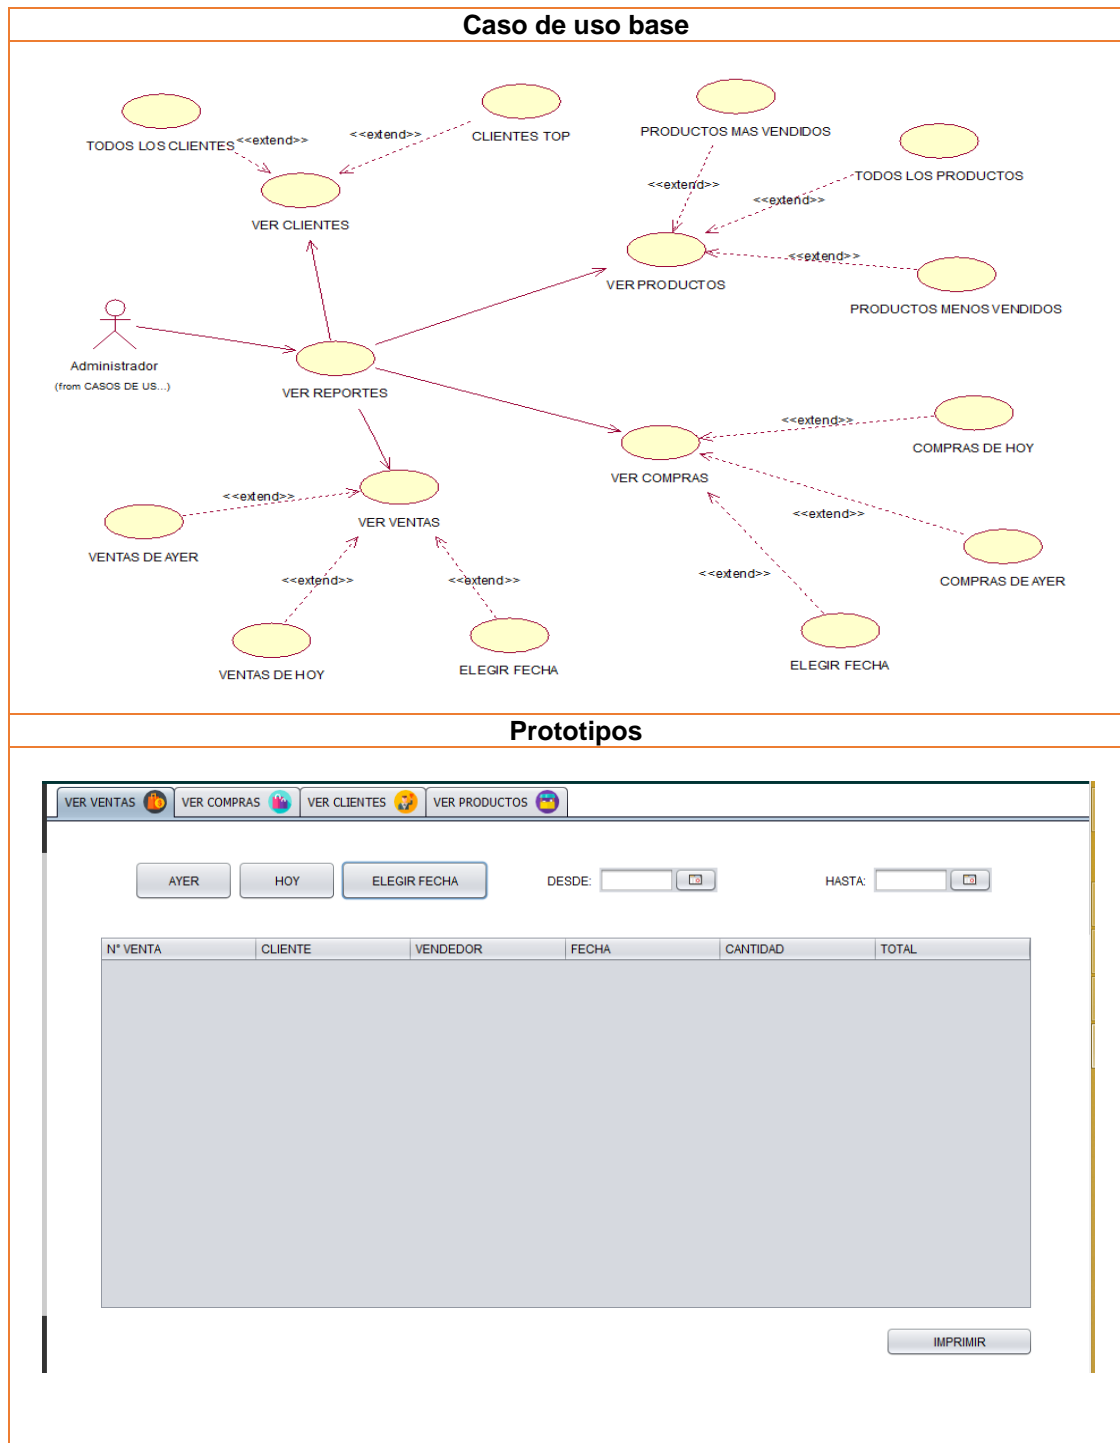 Caso de uso base
TODOS LOS CLIENTES
<<extend>>
<<extend>>
CLIENTES TOP
PRODUCTOS MAS VENDIDOS
TODOS LOS PRODUCTOS
<<extend>>
<<extend>>
VER CLIENTES
<<extend>>
VER PRODUCTOS
PRODUCTOS MENOS VENDIDOS
Administrador
(from CASOS DE US...)
VER REPORTES
<<extend>>
COMPRAS DE HOY
VER COMPRAS
<<extend>>
VER VENTAS
<<extend>>
VENTAS DE AYER
<<extend>>
<<extend>>
<<extend>>
COMPRAS DE AYER
VENTAS DE HOY
ELEGIR FECHA
ELEGIR FECHA
Prototipos
VER VENTAS VER COMPRAS VER CLIENTES VER PRODUCTOS
AYER HOY ELEGIR FECHA DESDE: HASTA:
N° VENTA CLIENTE VENDEDOR FECHA CANTIDAD TOTAL
IMPRIMIR